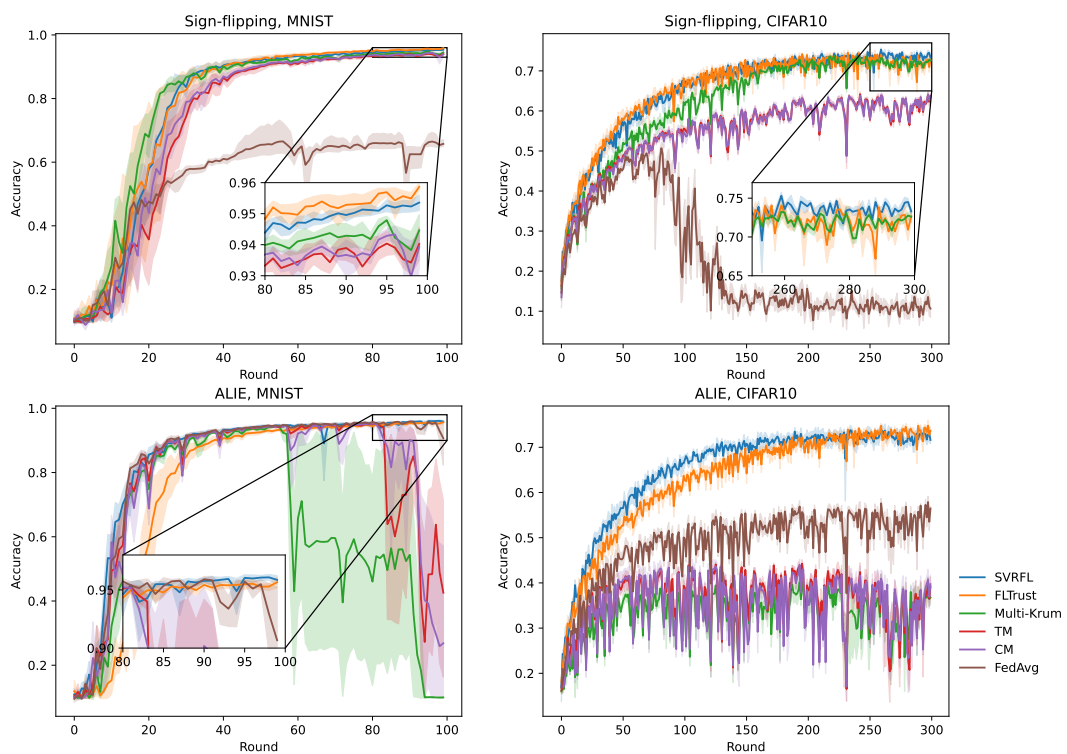 Sign-flipping, MNIST
Accuracy
1.0
0.8
0.6
0.4
0.2
0.96
0.95
0.94
0.93
80 85 90 95 100
0 20 40 60 80 100
Round
Sign-flipping, CIFAR10
Accuracy
0.7
0.6
0.5
0.4
0.3
0.2
0.1
0.75
0.70
0.65
260 280 300
0 50 100 150 200 250 300
Round
ALIE, MNIST
Accuracy
1.0
0.8
0.6
0.4
0.2
0.95
0.90
80 85 90 95 100
0 20 40 60 80 100
Round
ALIE, CIFAR10
Accuracy
0.7
0.6
0.5
0.4
0.3
0.2
0 50 100 150 200 250 300
Round
SVRFL
FLTrust
Multi-Krum
TM
CM
FedAvg